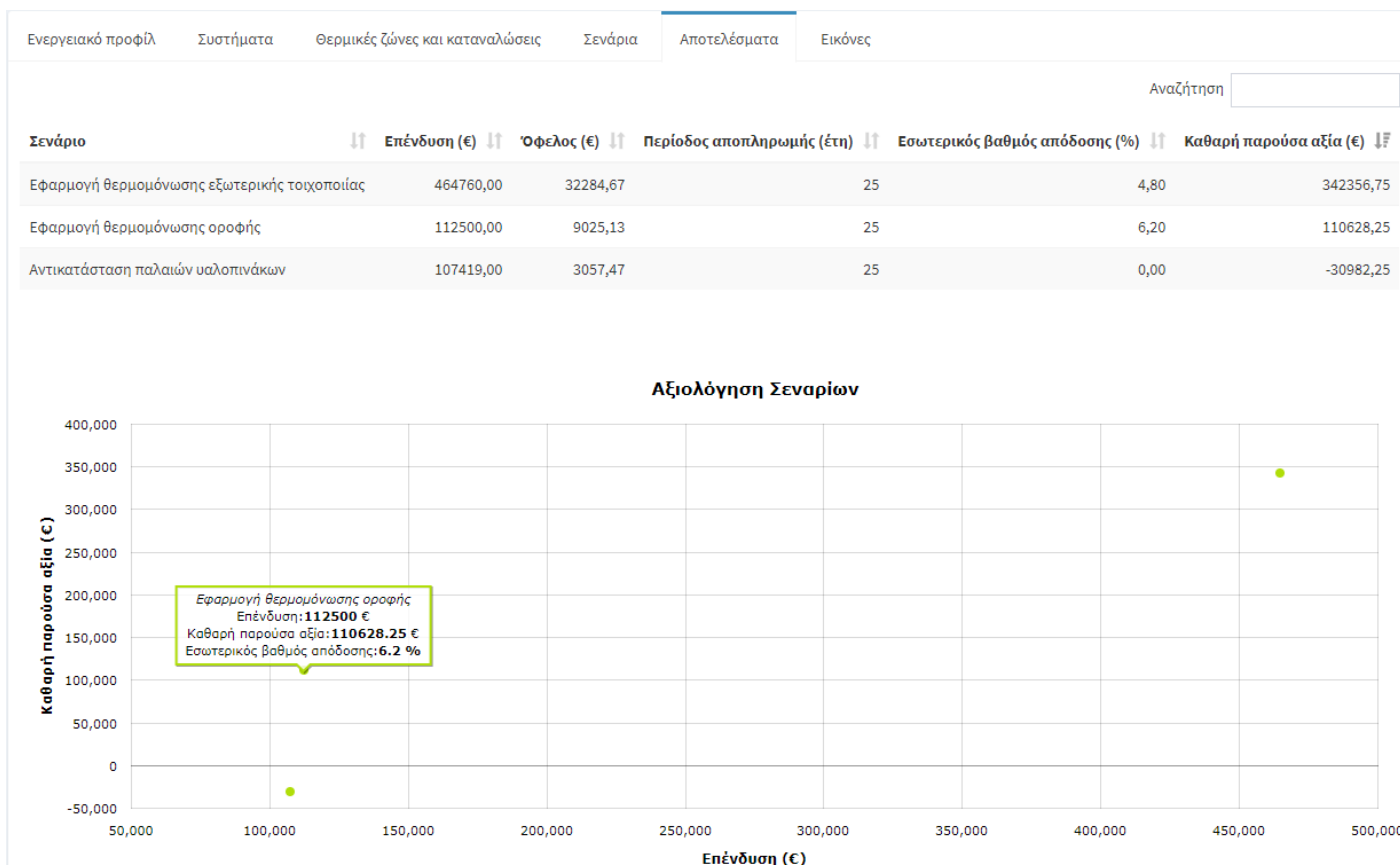 Ενεργειακό προφίλ Συστήματα Θερμικές ζώνες και καταναλώσεις Σενάρια Αποτελέσματα Εικόνες
Αναζήτηση
Σενάριο Επένδυση (€) Όφελος (€) Περίοδος αποπληρωμής (έτη) Εσωτερικός βαθμός απόδοσης (%) Καθαρή παρούσα αξία (€)
Εφαρμογή θερμομόνωσης εξωτερικής τοιχοποιίας 464760,00 32284,67 25 4,80 342356,75
Εφαρμογή θερμομόνωσης οροφής 112500,00 9025,13 25 6,20 110628,25
Αντικατάσταση παλαιών υαλοπινάκων 107419,00 3057,47 25 0,00 -30982,25
Αξιολόγηση Σεναρίων
400,000
350,000
300,000
250,000
200,000
150,000
100,000
50,000
0
-50,000
Καθαρή παρούσα αξία (€)
Εφαρμογή θερμομόνωσης οροφής
Επένδυση:112500 €
Καθαρή παρούσα αξία:110628.25 €
Εσωτερικός βαθμός απόδοσης:6.2 %
50,000 100,000 150,000 200,000 250,000 300,000 350,000 400,000 450,000 500,000
Επένδυση (€)